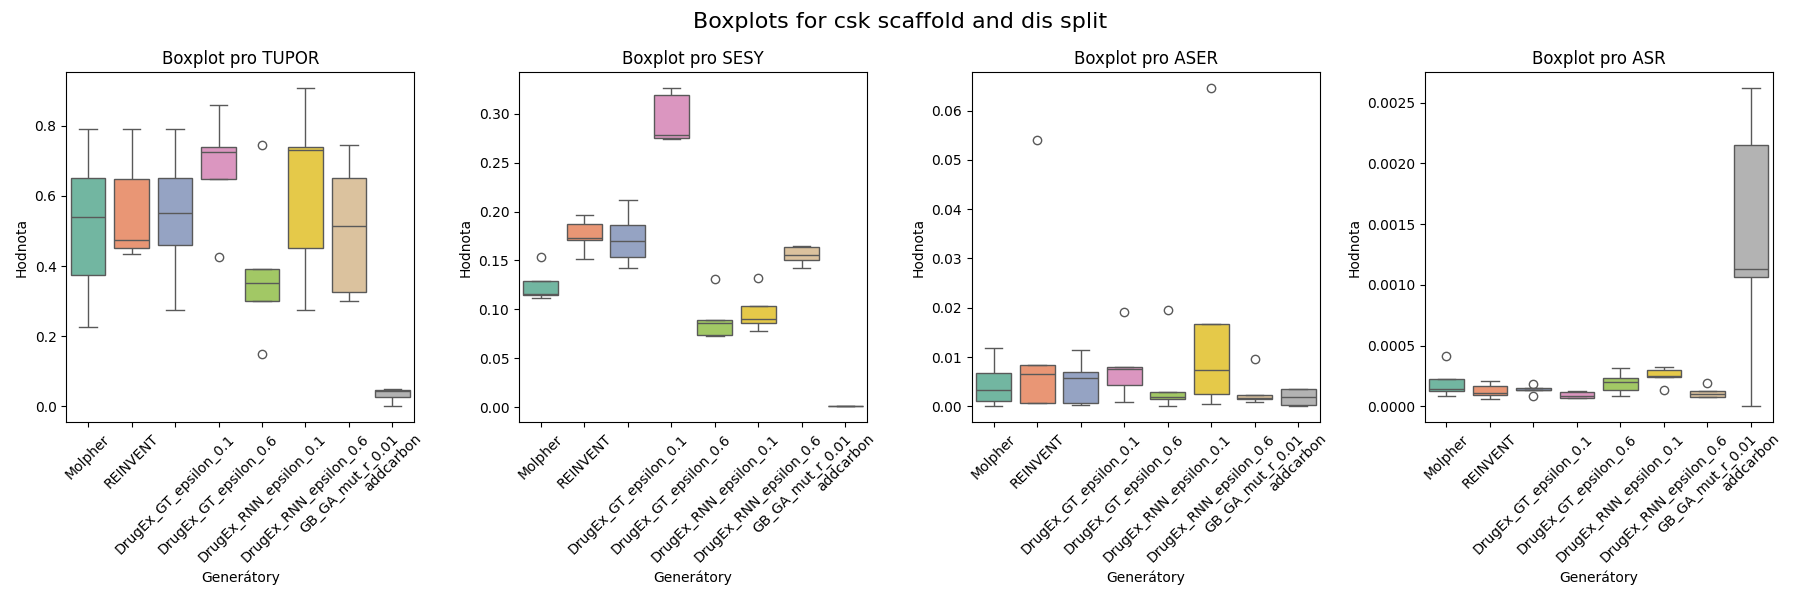 Boxplots for csk scaffold and dis split
Boxplot pro TUPOR
Hodnota
0.8
0.6
0.4
0.2
0.0
Molpher
REINVENT
DrugEx_GT_epsilon_0.1
DrugEx_GT_epsilon_0.6
DrugEx_RNN_epsilon_0.1
DrugEx_RNN_epsilon_0.6
GB_GA_mut_r_0.01
addcarbon
Generátory
Boxplot pro SESY
Hodnota
0.30
0.25
0.20
0.15
0.10
0.05
0.00
Molpher
REINVENT
DrugEx_GT_epsilon_0.1
DrugEx_GT_epsilon_0.6
DrugEx_RNN_epsilon_0.1
DrugEx_RNN_epsilon_0.6
GB_GA_mut_r_0.01
addcarbon
Generátory
Boxplot pro ASER
Hodnota
0.06
0.05
0.04
0.03
0.02
0.01
0.00
Molpher
REINVENT
DrugEx_GT_epsilon_0.1
DrugEx_GT_epsilon_0.6
DrugEx_RNN_epsilon_0.1
DrugEx_RNN_epsilon_0.6
GB_GA_mut_r_0.01
addcarbon
Generátory
Boxplot pro ASR
Hodnota
0.0025
0.0020
0.0015
0.0010
0.0005
0.0000
Molpher
REINVENT
DrugEx_GT_epsilon_0.1
DrugEx_GT_epsilon_0.6
DrugEx_RNN_epsilon_0.1
DrugEx_RNN_epsilon_0.6
GB_GA_mut_r_0.01
addcarbon
Generátory